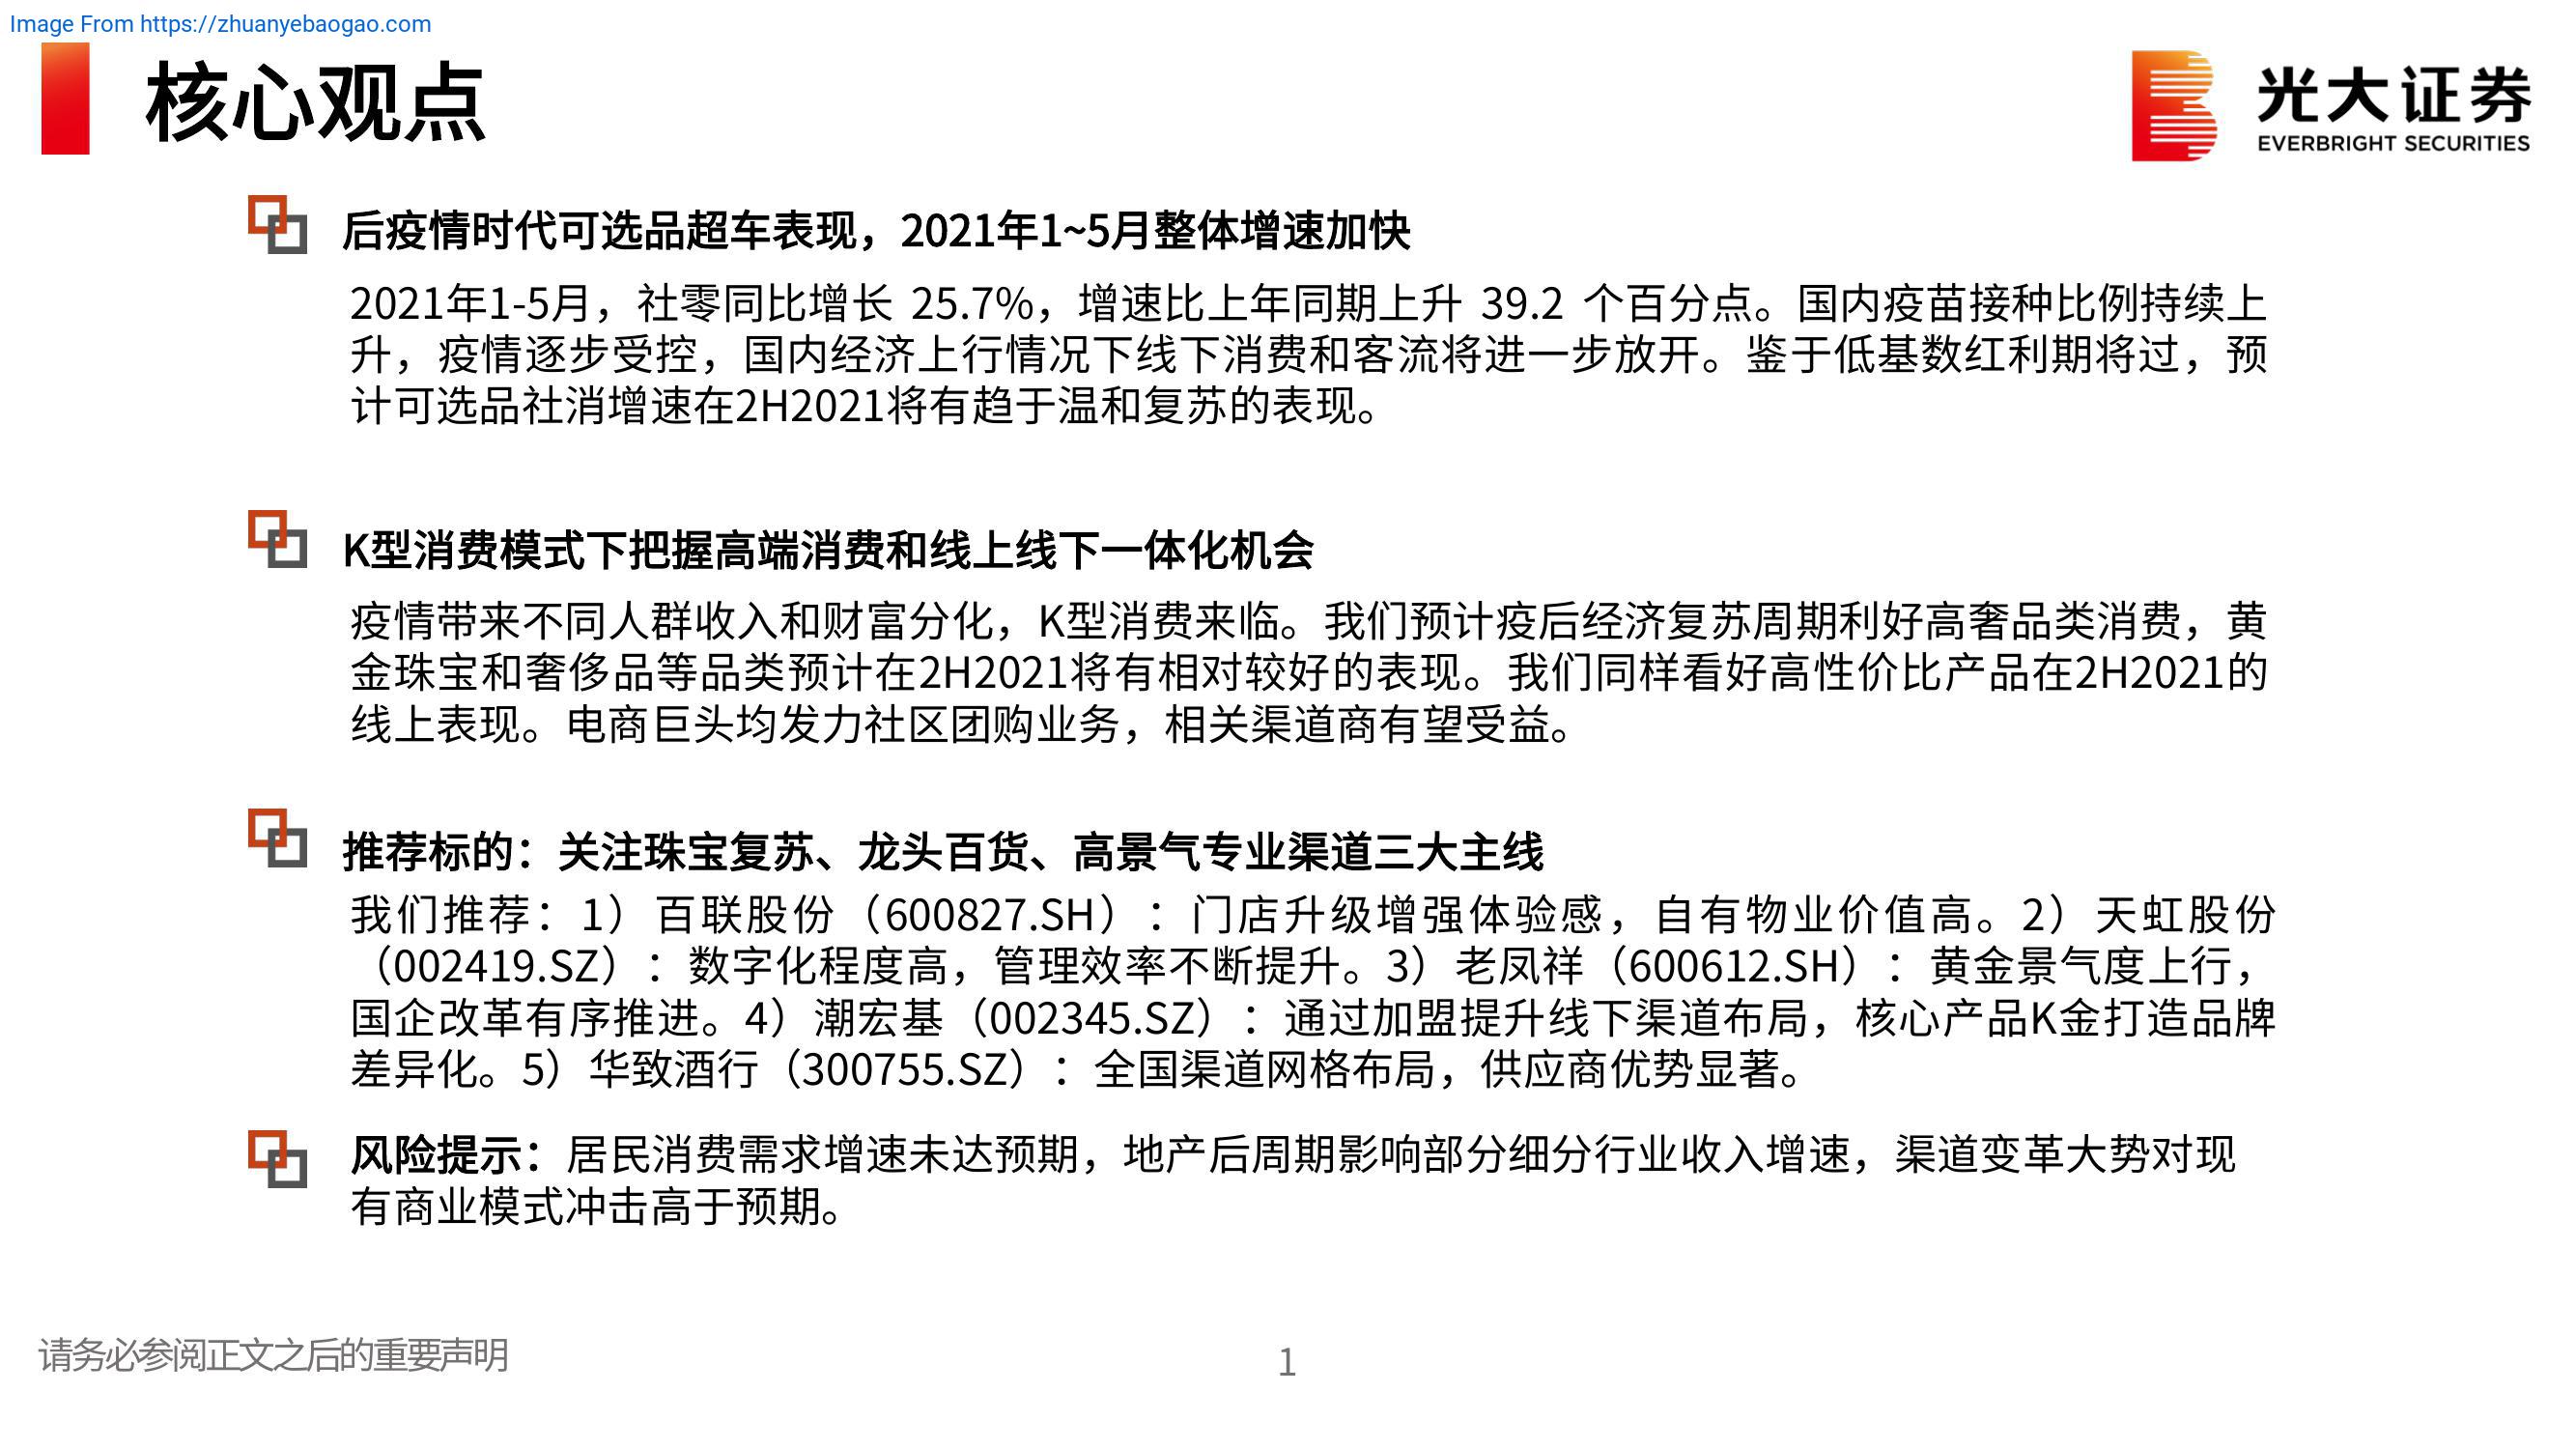 Image From https://zhuanyebaogao.com
核心观点
光大证券
EVERBRIGHT SECURITIES
后疫情时代可选品超车表现，2021年1~5月整体增速加快
2021年1-5月，社零同比增长 25.7%，增速比上年同期上升 39.2 个百分点。国内疫苗接种比例持续上
升，疫情逐步受控，国内经济上行情况下线下消费和客流将进一步放开。鉴于低基数红利期将过，预
计可选品社消增速在2H2021将有趋于温和复苏的表现。
K型消费模式下把握高端消费和线上线下一体化机会
疫情带来不同人群收入和财富分化，K型消费来临。我们预计疫后经济复苏周期利好高奢品类消费，黄
金珠宝和奢侈品等品类预计在2H2021将有相对较好的表现。我们同样看好高性价比产品在2H2021的
线上表现。电商巨头均发力社区团购业务，相关渠道商有望受益。
推荐标的：关注珠宝复苏、龙头百货、高景气专业渠道三大主线
我们推荐：1）百联股份（600827.SH）：门店升级增强体验感，自有物业价值高。2）天虹股份
（002419.SZ）：数字化程度高，管理效率不断提升。3）老凤祥（600612.SH）：黄金景气度上行，
国企改革有序推进。4）潮宏基（002345.SZ）：通过加盟提升线下渠道布局，核心产品K金打造品牌
差异化。5）华致酒行（300755.SZ）：全国渠道网格布局，供应商优势显著。
风险提示：居民消费需求增速未达预期，地产后周期影响部分细分行业收入增速，渠道变革大势对现
有商业模式冲击高于预期。
请务必参阅正文之后的重要声明
1